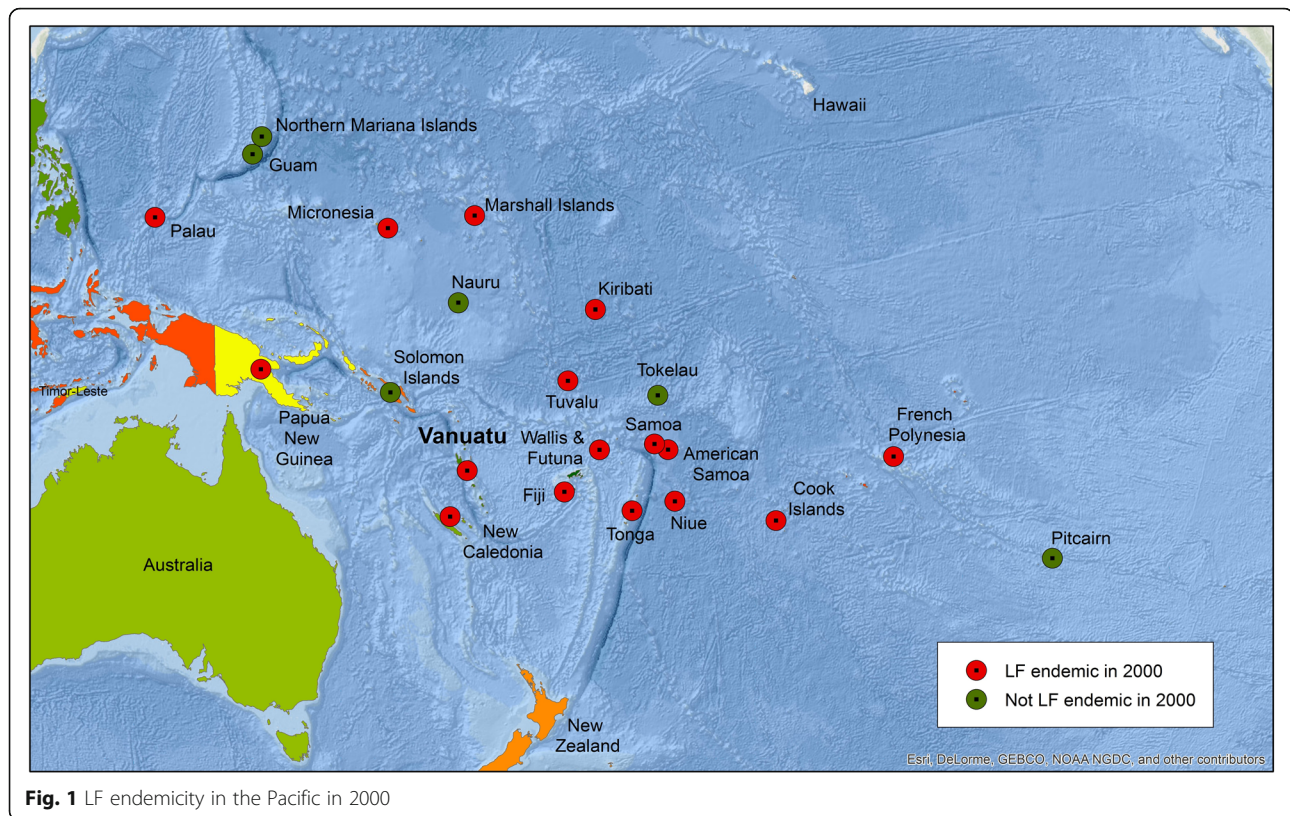 Hawaii
Northern Mariana Islands
Guam
Micronesia
Marshall Islands
Palau
Nauru
Kiribati
Solomon
Islands
Tokelau
Timor-Leste
Tuvalu
Papua
New
Guinea
Vanuatu
Wallis &
Futuna
Samoa
American
Samoa
French
Polynesia
Fiji
Tonga
Niue
Cook
Islands
New
Caledonia
Pitcairn
Australia
LF endemic in 2000
Not LF endemic in 2000
New
Zealand
Esri, DeLorme, GEBCO, NOAA NGDC, and other contributors
Fig. 1 LF endemicity in the Pacific in 2000